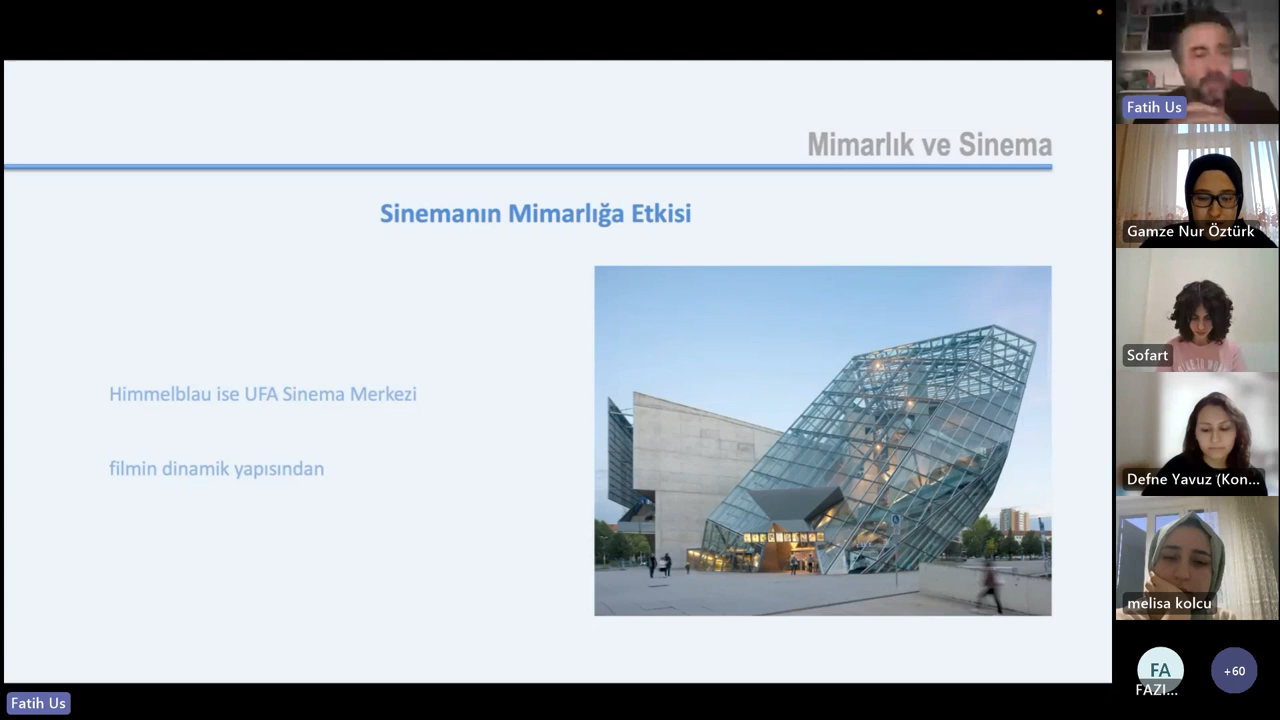 Mimarlık ve Sinema
Sinemanın Mimarlığa Etkisi
Himmelblau ise UFA Sinema Merkezi
filmin dinamik yapısından
Fatih Us
Fatih Us
Gamze Nur Öztürk
Sofart
Defne Yavuz (Kon...
melisa kolcu
FA
FAZI...
+60